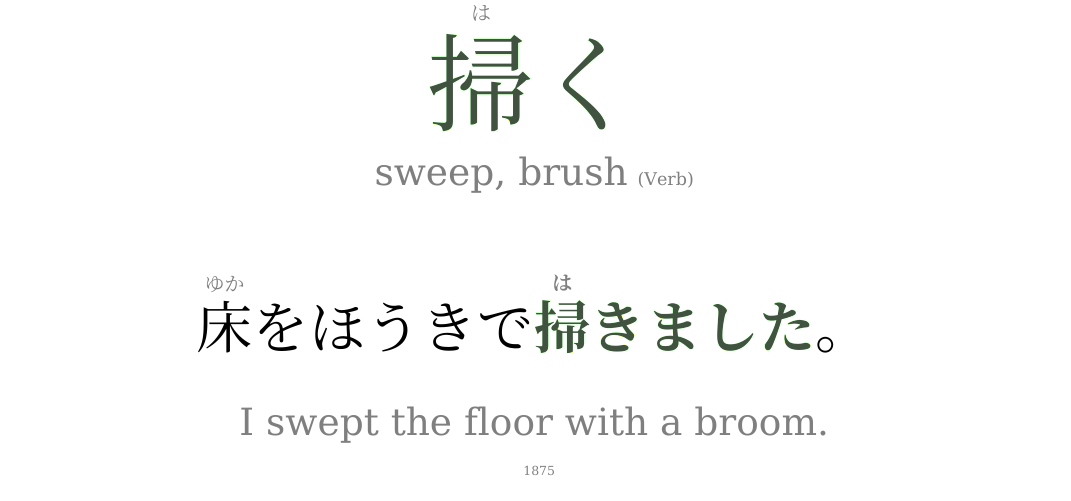 は
掃く
sweep, brush (Verb)
ゆか は
床をほうきで掃きました。
I swept the floor with a broom.
1875